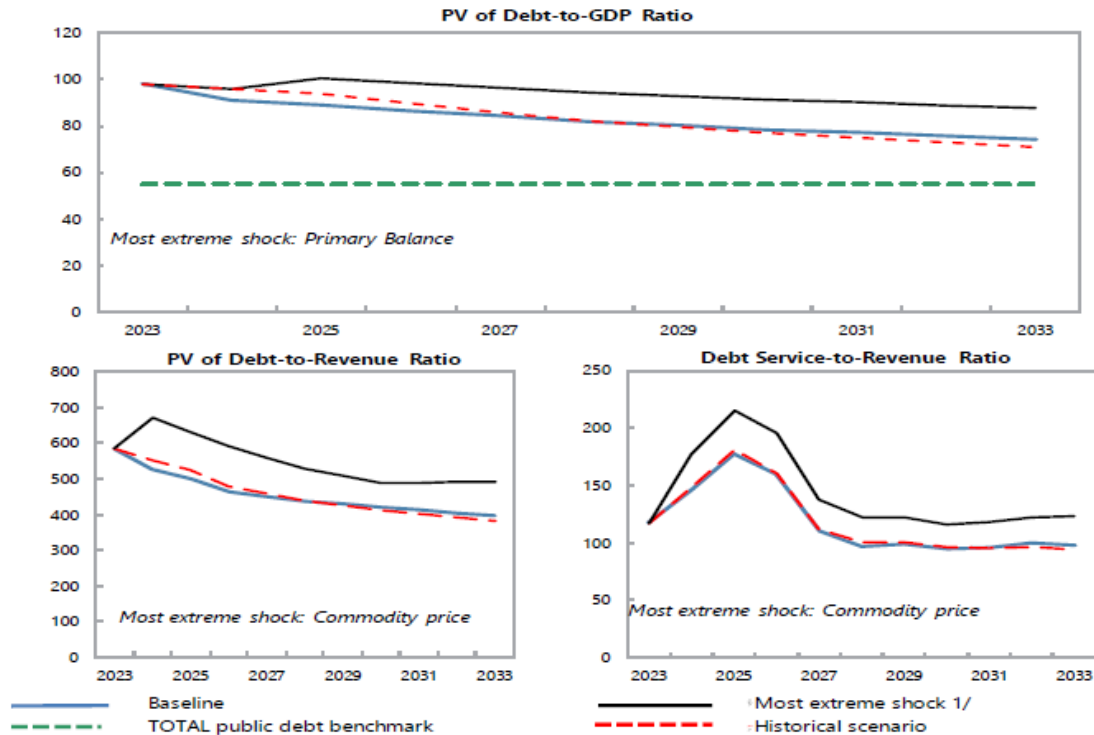 PV of Debt-to-GDP Ratio
120
100
80
60
40
20
0
Most extreme shock: Primary Balance
2023 2025 2027 2029 2031 2033
PV of Debt-to-Revenue Ratio
800
700
600
500
400
300
200
100
0
Most extreme shock: Commodity price
2023 2025 2027 2029 2031 2033
Debt Service-to-Revenue Ratio
250
200
150
100
50
0
Most extreme shock: Commodity price
2023 2025 2027 2029 2031 2033
Baseline
Most extreme shock 1/
TOTAL public debt benchmark
Historical scenario